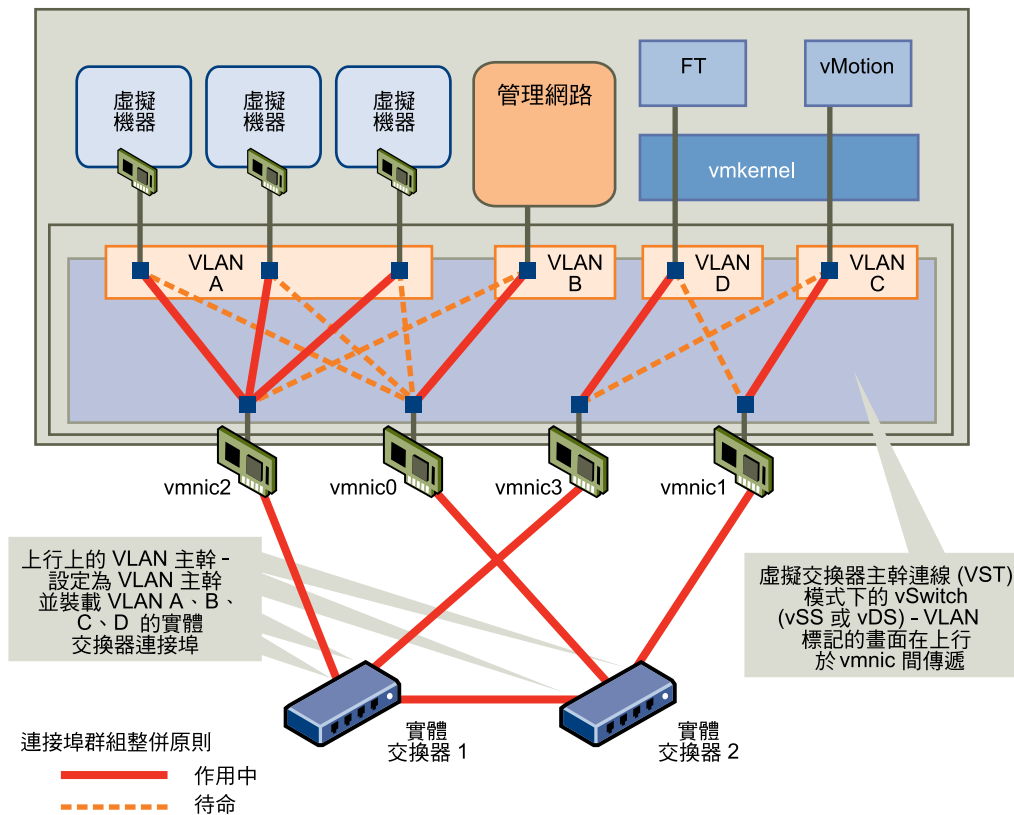 虛擬
機器
虛擬
機器
虛擬
機器
管理網路
FT
vMotion
vmkernel
VLAN
A
VLAN
B
VLAN
D
VLAN
C
vmnic2
vmnic0
vmnic3
vmnic1
上行上的 VLAN 主幹 -
設定為 VLAN 主幹
並裝載 VLAN A、B、
C、D 的實體
交換器連接埠
虛擬交換器主幹連線 (VST)
模式下的 vSwitch
(vSS 或 vDS) - VLAN
標記的畫面在上行
於 vmnic 間傳遞
實體
交換器 1
實體
交換器 2
連接埠群組整併原則
作用中
待命